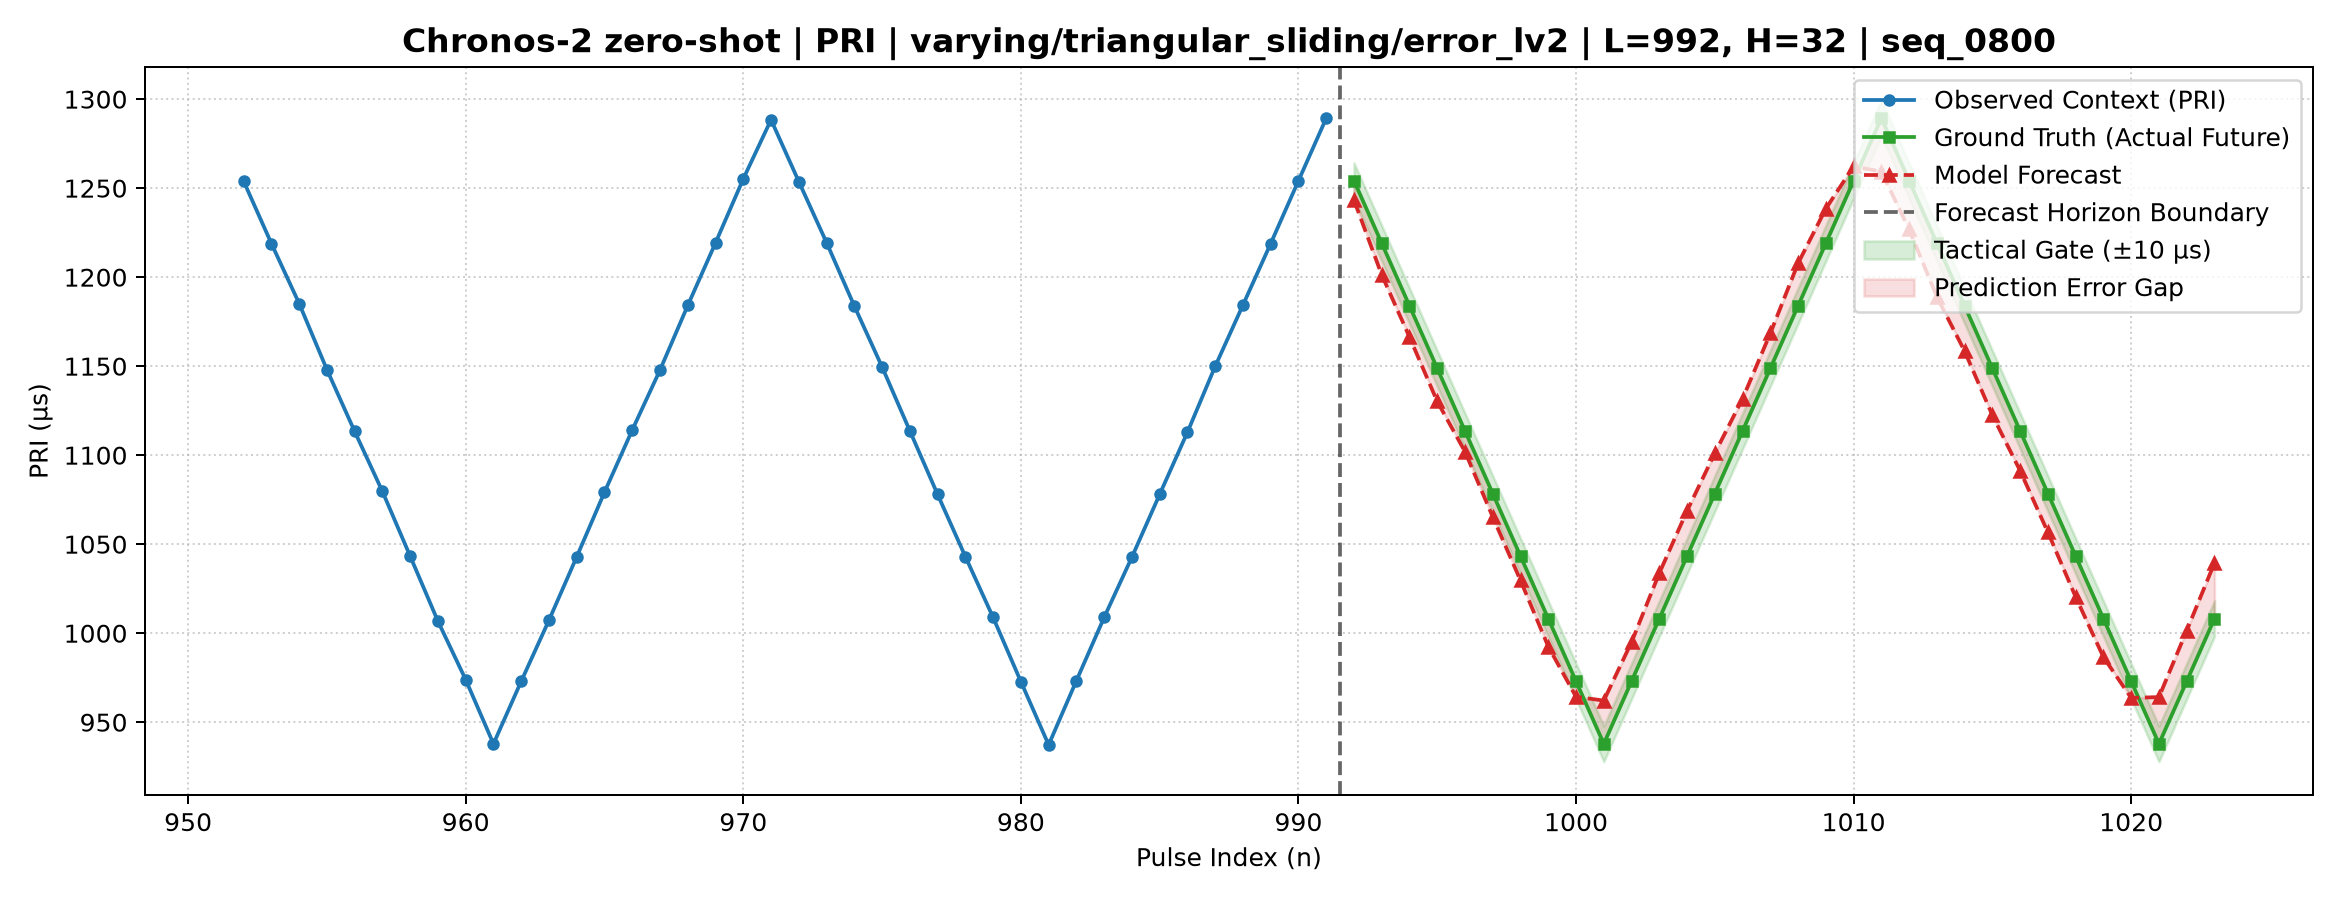 Chronos-2 zero-shot | PRI | varying/triangular_sliding/error_lv2 | L=992, H=32 | seq_0800
PRI (µs)
1300
1250
1200
1150
1100
1050
1000
950
Observed Context (PRI)
Ground Truth (Actual Future)
Model Forecast
Forecast Horizon Boundary
Tactical Gate (±10 µs)
Prediction Error Gap
950 960 970 980 990 1000 1010 1020
Pulse Index (n)